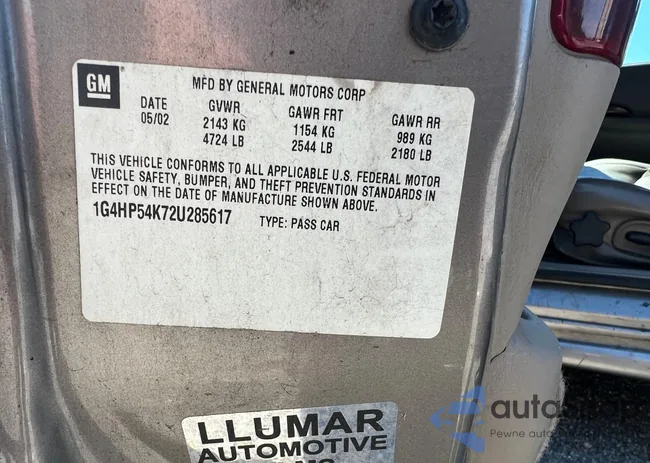 GM
MFD BY GENERAL MOTORS CORP
DATE GVWR GAWR FRT GAWR RR
05/02 2143 KG 1154 KG 989 KG
4724 LB 2544 LB 2180 LB
THIS VEHICLE CONFORMS TO ALL APPLICABLE U.S. FEDERAL MOTOR
VEHICLE SAFETY, BUMPER, AND THEFT PREVENTION STANDARDS IN
EFFECT ON THE DATE OF MANUFACTURE SHOWN ABOVE.
1G4HP54K72U285617 TYPE: PASS CAR
LLUMAR
AUTOMOTIVE
Pewne